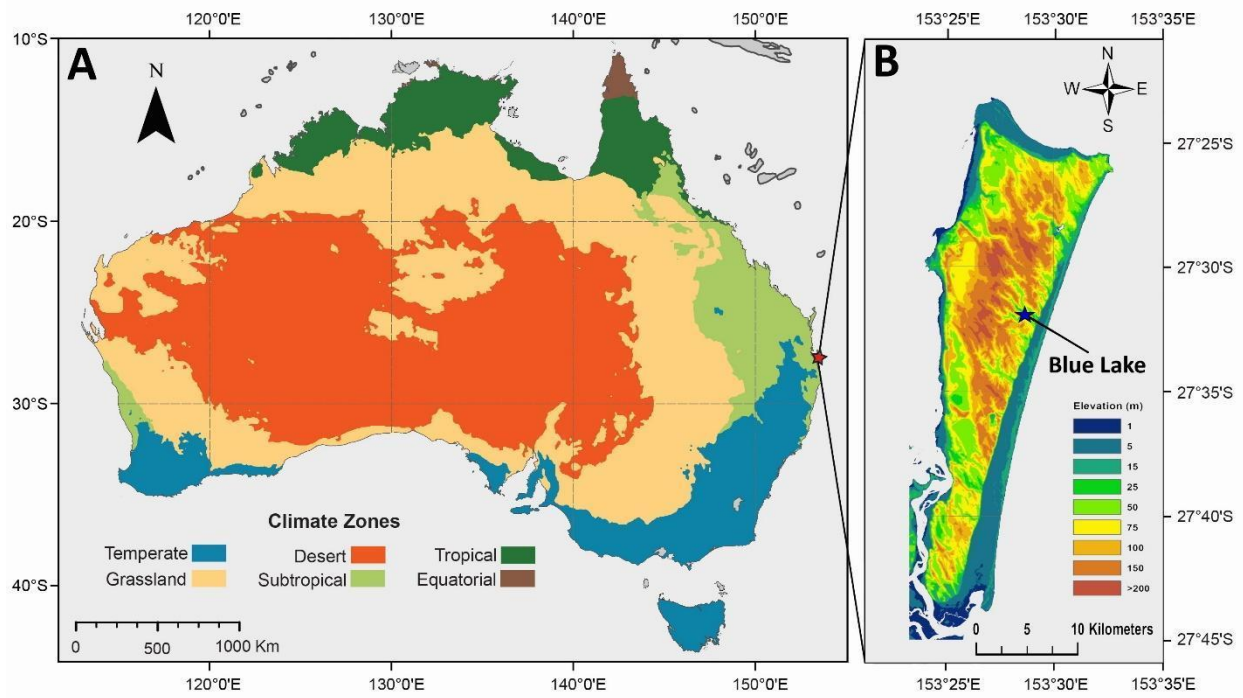 120°0'E 130°0'E 140°0'E 150°0'E
153°25'E 153°30'E 153°35'E
10°S
20°S
30°S
40°S
A
N
Climate Zones
Temperate Desert Tropical
Grassland Subtropical Equatorial
0 500 1000 Km
120°0'E 130°0'E 140°0'E 150°0'E
B
N
W E
S
27°25'S
27°30'S
27°35'S
27°40'S
27°45'S
Blue Lake
Elevation (m)
1
5
15
25
50
75
100
150
>200
0 5 10 Kilometers
153°25'E 153°30'E 153°35'E